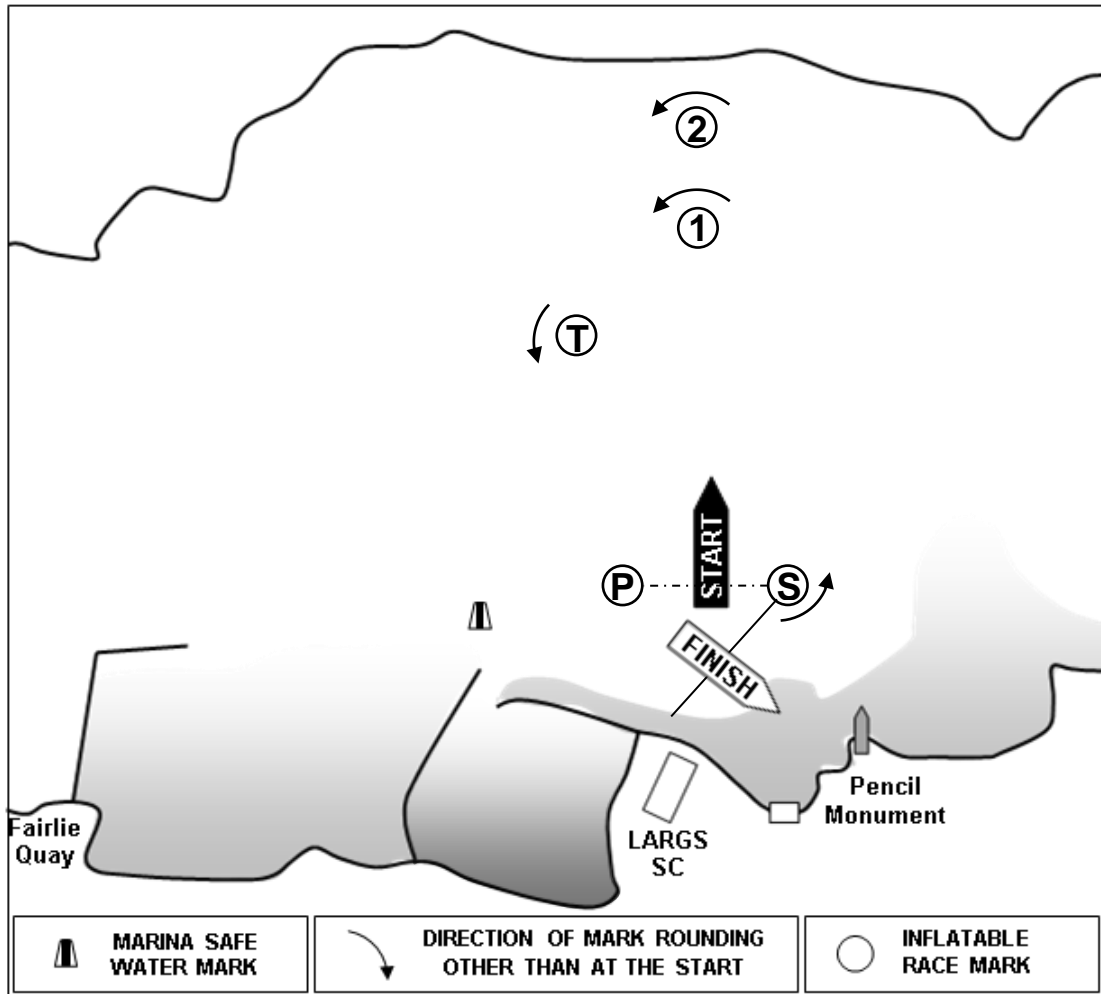 2
1
T
START
P
S
FINISH
Pencil
Monument
Fairlie
Quay
LARGS
SC
MARINA SAFE
WATER MARK
DIRECTION OF MARK ROUNDING
OTHER THAN AT THE START
INFLATABLE
RACE MARK